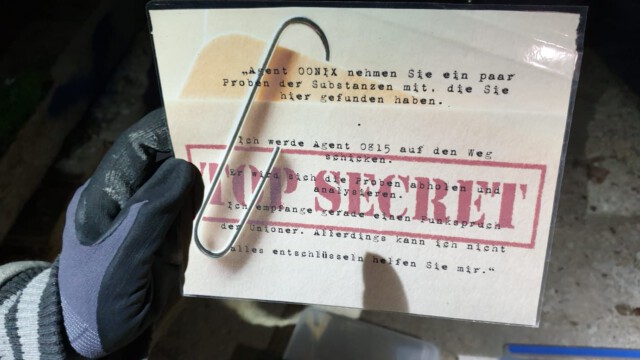 „Agent OONIX nehmen Sie ein paar
Proben der Substanzen mit, die Sie
hier gefunden haben.
.
Ich werde Agent 0815 auf den Weg
schicken.
Er wird sich die Proben abholen und
analysieren.
TOP SECRET
Ich empfange gerade einen Funkspruch
der Unioner. Allerdings kann ich nicht
alles entschlüsseln helfen Sie mir."